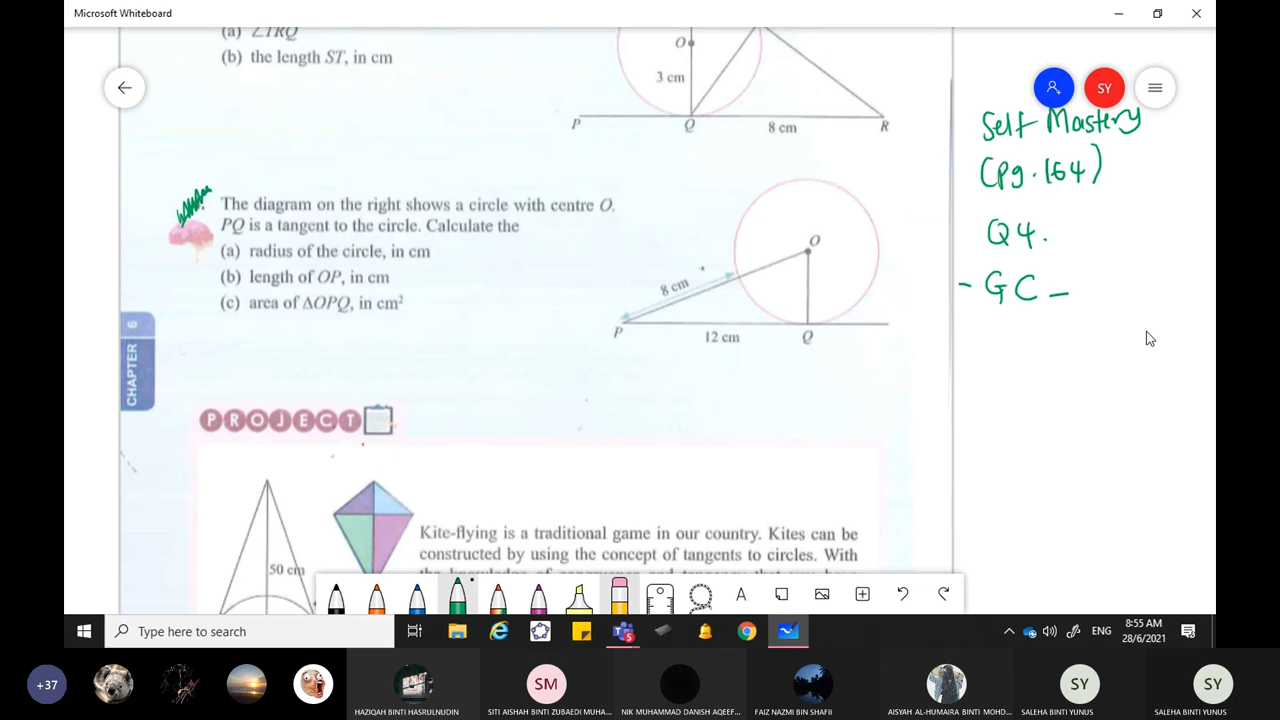 Microsoft Whiteboard
(a) ∠TRQ
(b) the length ST, in cm
O
3 cm
P
Q
8 cm
R
SY
Self Mastery
(pg. 164)
Q4.
- GC -
The diagram on the right shows a circle with centre O.
PQ is a tangent to the circle. Calculate the
(a) radius of the circle, in cm
(b) length of OP, in cm
(c) area of ΔOPQ, in cm²
O
8 cm
P
12 cm
Q
CHAPTER 6
PROJECT
50 cm
Kite-flying is a traditional game in our country. Kites can be
constructed by using the concept of tangents to circles. With
A
Type here to search
ENG
8:55 AM
28/6/2021
+37
HAZIQAH BINTI HASRULNUDIN
SM
SITI AISHAH BINTI ZUBAEDI MUHA...
NIK MUHAMMAD DANISH AQEEF...
FAIZ NAZMI BIN SHAFII
AISYAH AL-HUMAIRA BINTI MOHD...
SY
SALEHA BINTI YUNUS
SY
SALEHA BINTI YUNUS